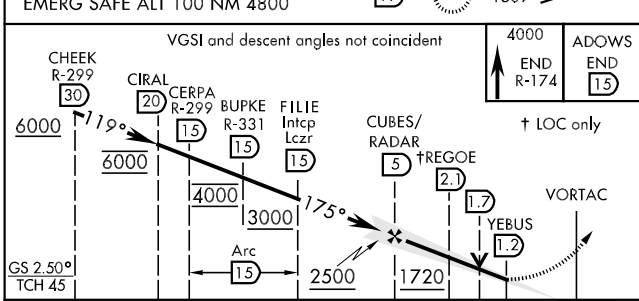 EMERG SAFE ALT 100 NM 4800
VGSI and descent angles not coincident
4000
END
R-174
ADOWS
END
15
CHEEK
R-299
30
CIRAL
20
CERPA
R-299
15
BUPKE
R-331
15
FILIE
Intcp
Lczr
15
CUBES/
RADAR
5
† LOC only
†REGOE
2.1
1.7
YEBUS
1.2
VORTAC
6000
119°
6000
4000
3000
175°
Arc
15
2500
1720
GS 2.50°
TCH 45